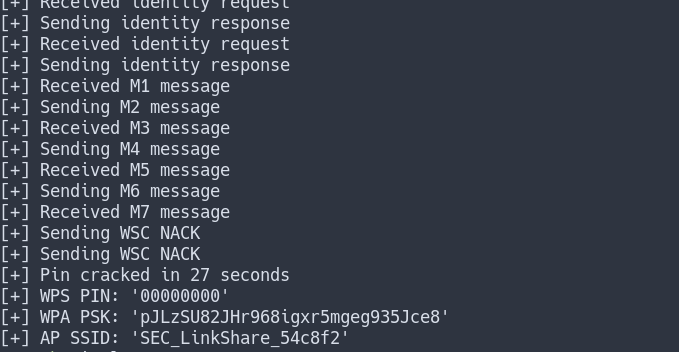 [+] Received identity request
[+] Sending identity response
[+] Received identity request
[+] Sending identity response
[+] Received M1 message
[+] Sending M2 message
[+] Received M3 message
[+] Sending M4 message
[+] Received M5 message
[+] Sending M6 message
[+] Received M7 message
[+] Sending WSC NACK
[+] Sending WSC NACK
[+] Pin cracked in 27 seconds
[+] WPS PIN: '00000000'
[+] WPA PSK: 'pJLzSU82JHr968igxr5mgeg935Jce8'
[+] AP SSID: 'SEC_LinkShare_54c8f2'